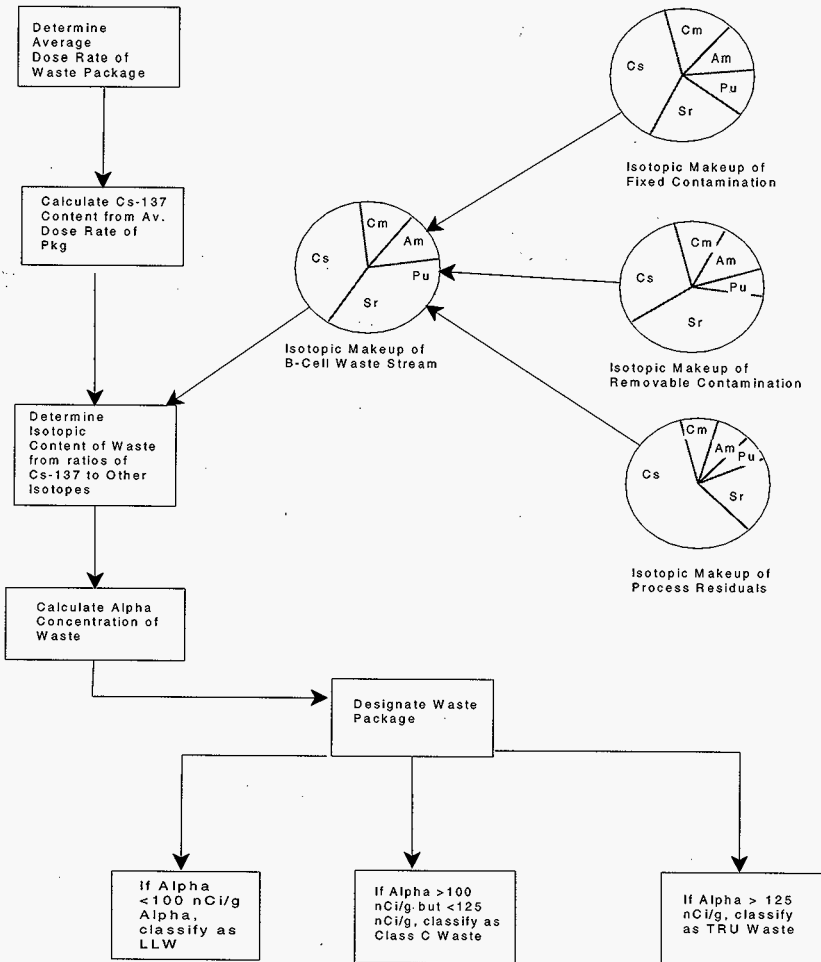 Determine
Average
Dose Rate of
Waste Package
Calculate Cs-137
Content from Av.
Dose Rate of
Pkg
Determine
Isotopic
Content of Waste
from ratios of
Cs-137 to Other
Isotopes
Calculate Alpha
Concentration of
Waste
Cs
Cm
Am
Pu
Sr
Isotopic Makeup of
B-Cell Waste Stream
Cs
Cm
Am
Pu
Sr
Isotopic Makeup of
Fixed Contamination
Cs
Cm
Am
Pu
Sr
Isotopic Makeup of
Removable Contamination
Cs
Cm
Am
Pu
Sr
Isotopic Makeup of
Process Residuals
Designate Waste
Package
If Alpha
<100 nCi/g
Alpha,
classify as
LLW
If Alpha >100
nCi/g but <125
nCi/g, classify as
Class C Waste
If Alpha > 125
nCi/g, classify
as TRU Waste